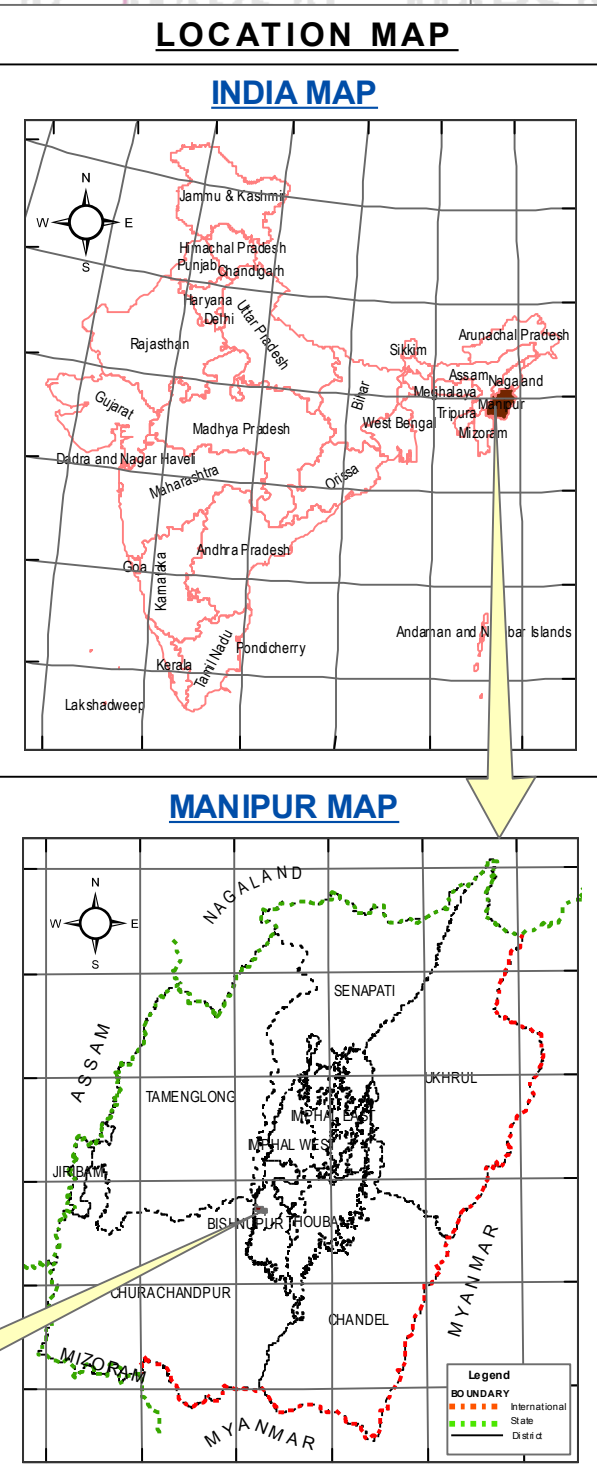 LOCATION MAP
INDIA MAP
N
W E
S
Jammu & Kashmir
Himachal Pradesh
Punjab Chandigarh
Haryana
Delhi
Uttar Pradesh
Rajasthan
Sikkim
Arunachal Pradesh
Assam Nagaland
Meghalaya
Manipur
Tripura
Mizoram
Bihar
West Bengal
Gujarat
Madhya Pradesh
Dadra and Nagar Haveli
Maharashtra
Orissa
Andhra Pradesh
Goa
Karnataka
Andaman and Nicobar Islands
Pondicherry
Kerala
Tamil Nadu
Lakshadweep
MANIPUR MAP
N
W E
S
NAGALAND
SENAPATI
ASSAM
UKHRUL
TAMENGLONG
IMPHAL EAST
IMPHAL WEST
JIRIBAM
BISHNUPUR THOUBAL
CHURACHANDPUR
CHANDEL
MYANMAR
MIZORAM
MYANMAR
Legend
BOUNDARY
International
State
District